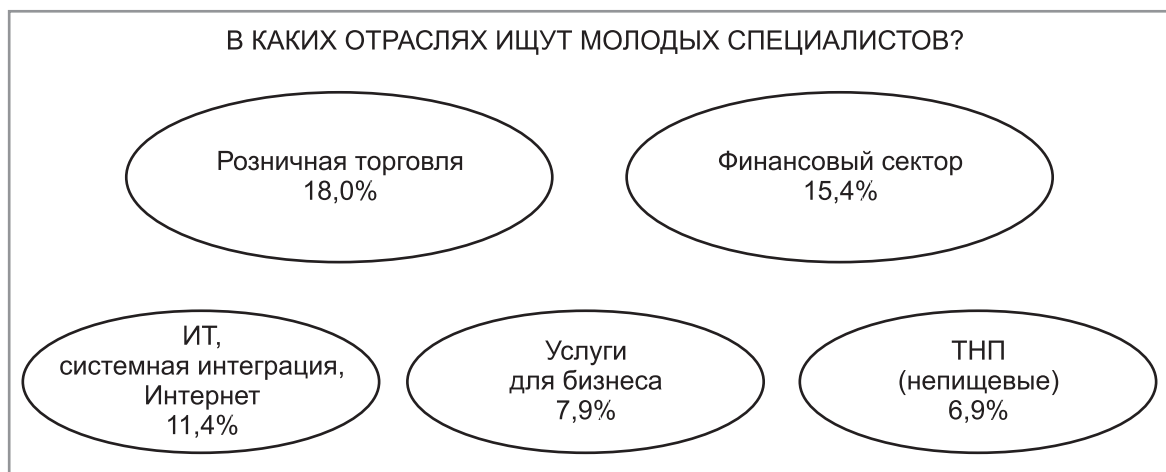 В КАКИХ ОТРАСЛЯХ ИЩУТ МОЛОДЫХ СПЕЦИАЛИСТОВ?
Розничная торговля
18,0%
Финансовый сектор
15,4%
ИТ,
системная интеграция,
Интернет
11,4%
Услуги
для бизнеса
7,9%
ТНП
(непищевые)
6,9%